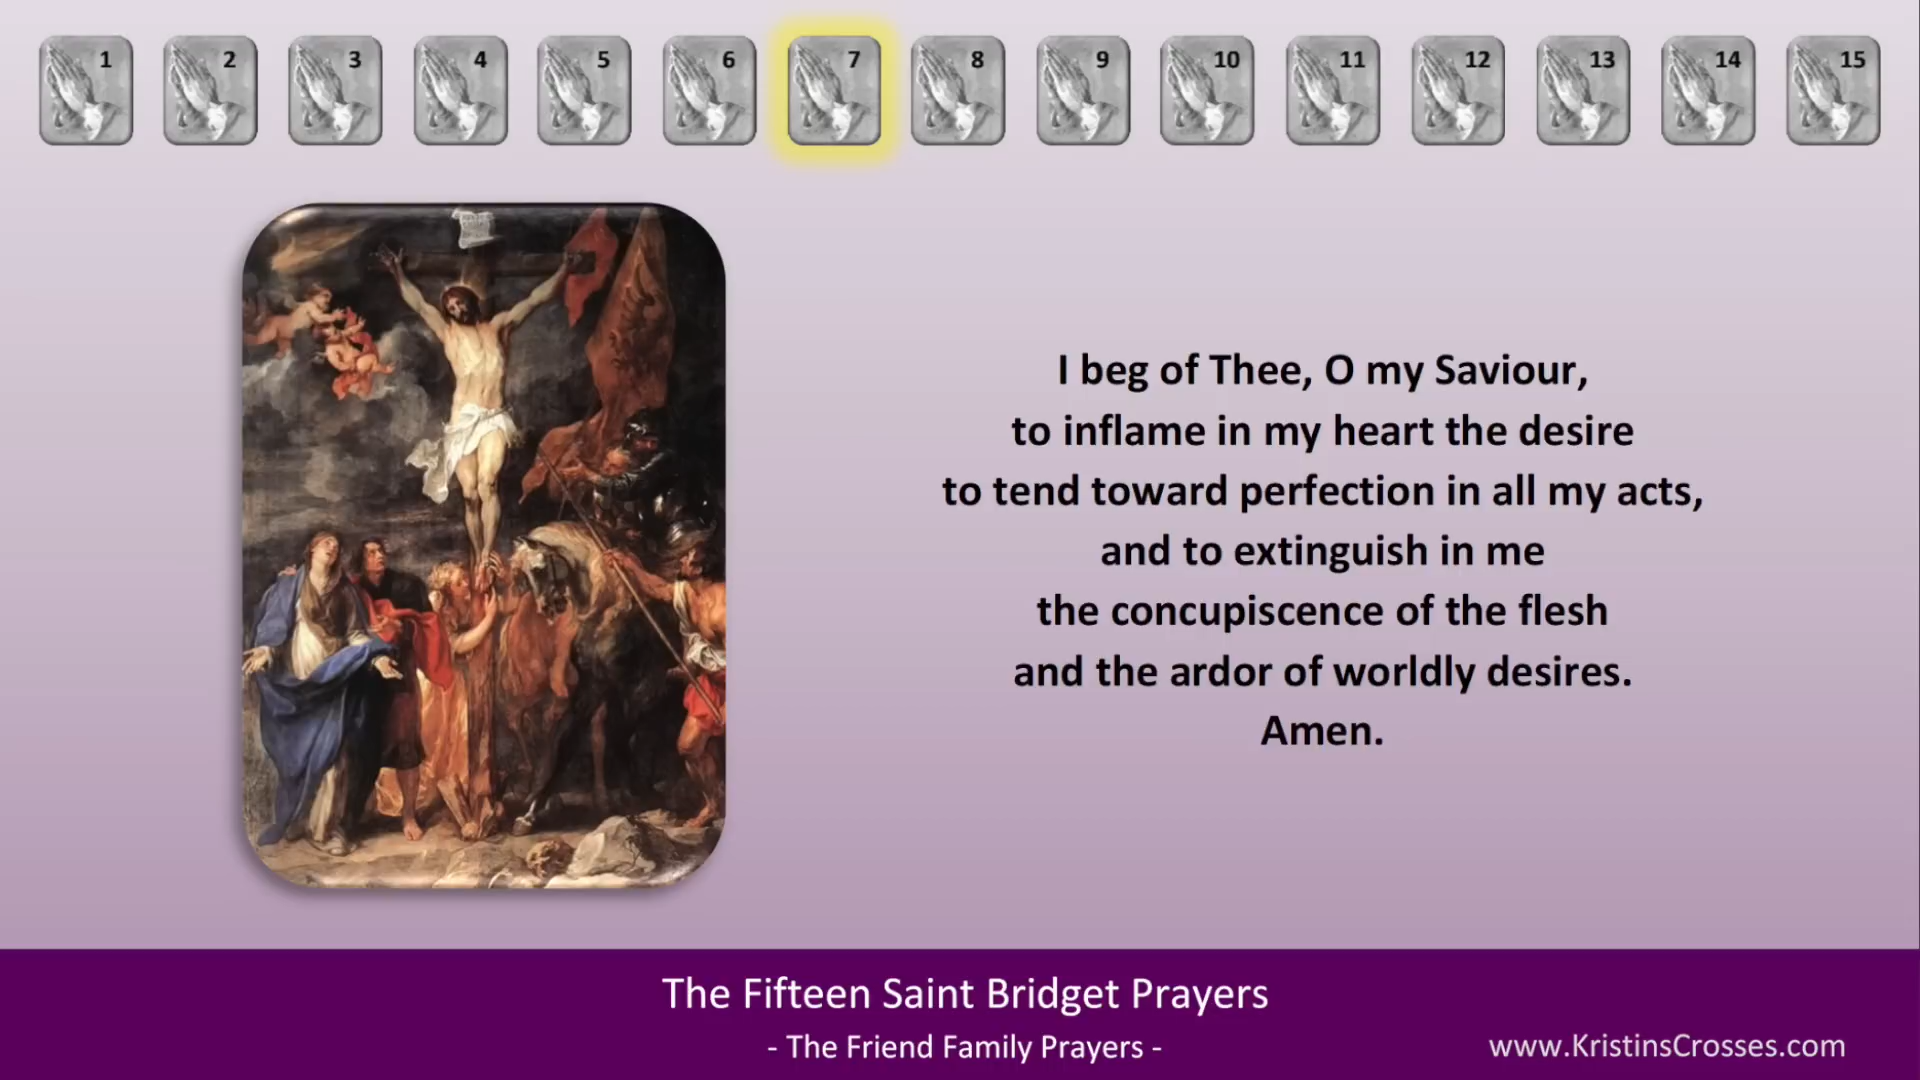 1 2 3 4 5 6 7 8 9 10 11 12 13 14 15
I beg of Thee, O my Saviour,
to inflame in my heart the desire
to tend toward perfection in all my acts,
and to extinguish in me
the concupiscence of the flesh
and the ardor of worldly desires.
Amen.
The Fifteen Saint Bridget Prayers
- The Friend Family Prayers -
www.KristinsCrosses.com